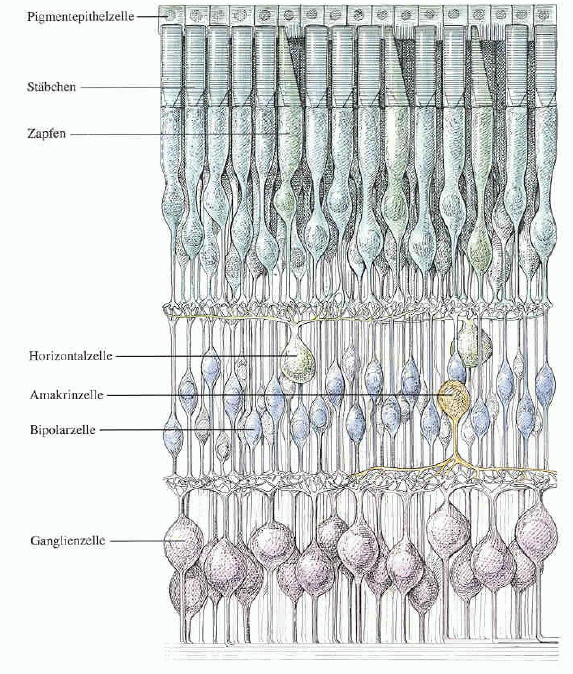 Pigmentepithelzelle
Stäbchen
Zapfen
Horizontalzelle
Amakrinzelle
Bipolarzelle
Ganglienzelle